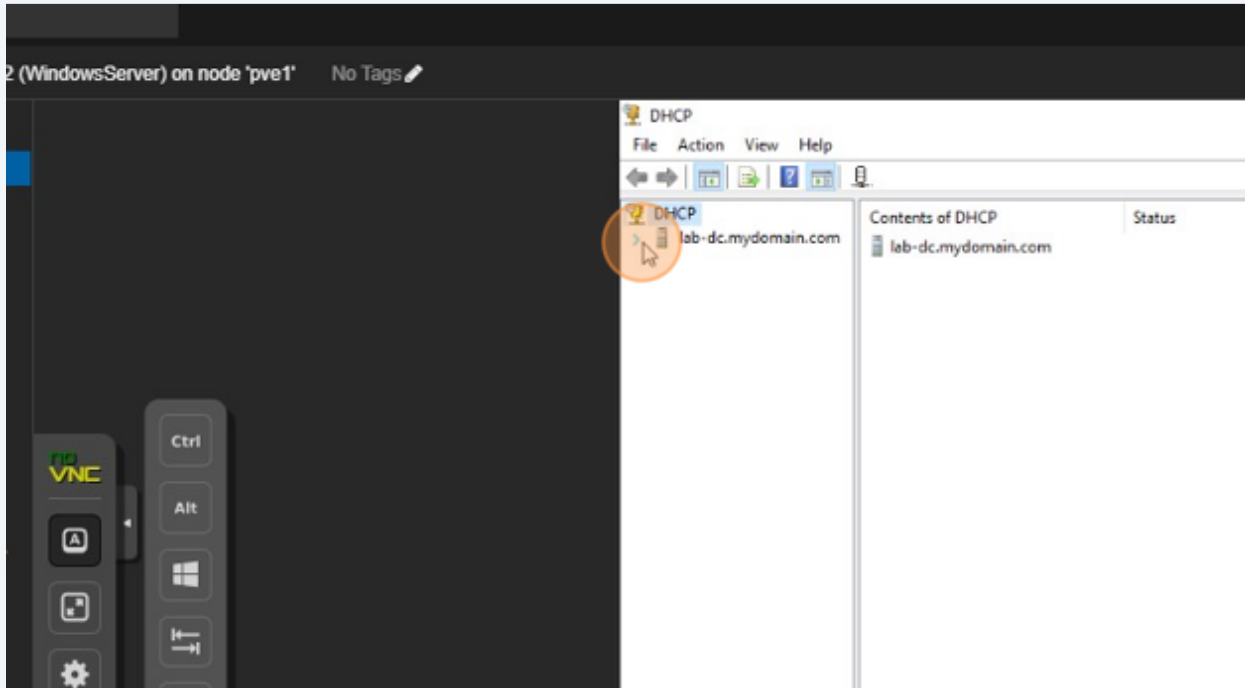 2 (WindowsServer) on node 'pve1' No Tags
DHCP
File Action View Help
DHCP
lab-dc.mydomain.com
Contents of DHCP Status
lab-dc.mydomain.com
Ctrl
no
VNC
Alt
A